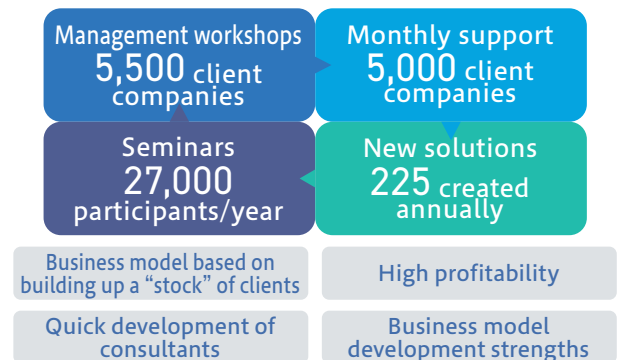 Management workshops
5,500 client
companies
Monthly support
5,000 client
companies
Seminars
27,000
participants/year
New solutions
225 created
annually
Business model based on
building up a “stock” of clients
High profitability
Quick development of
consultants
Business model
development strengths